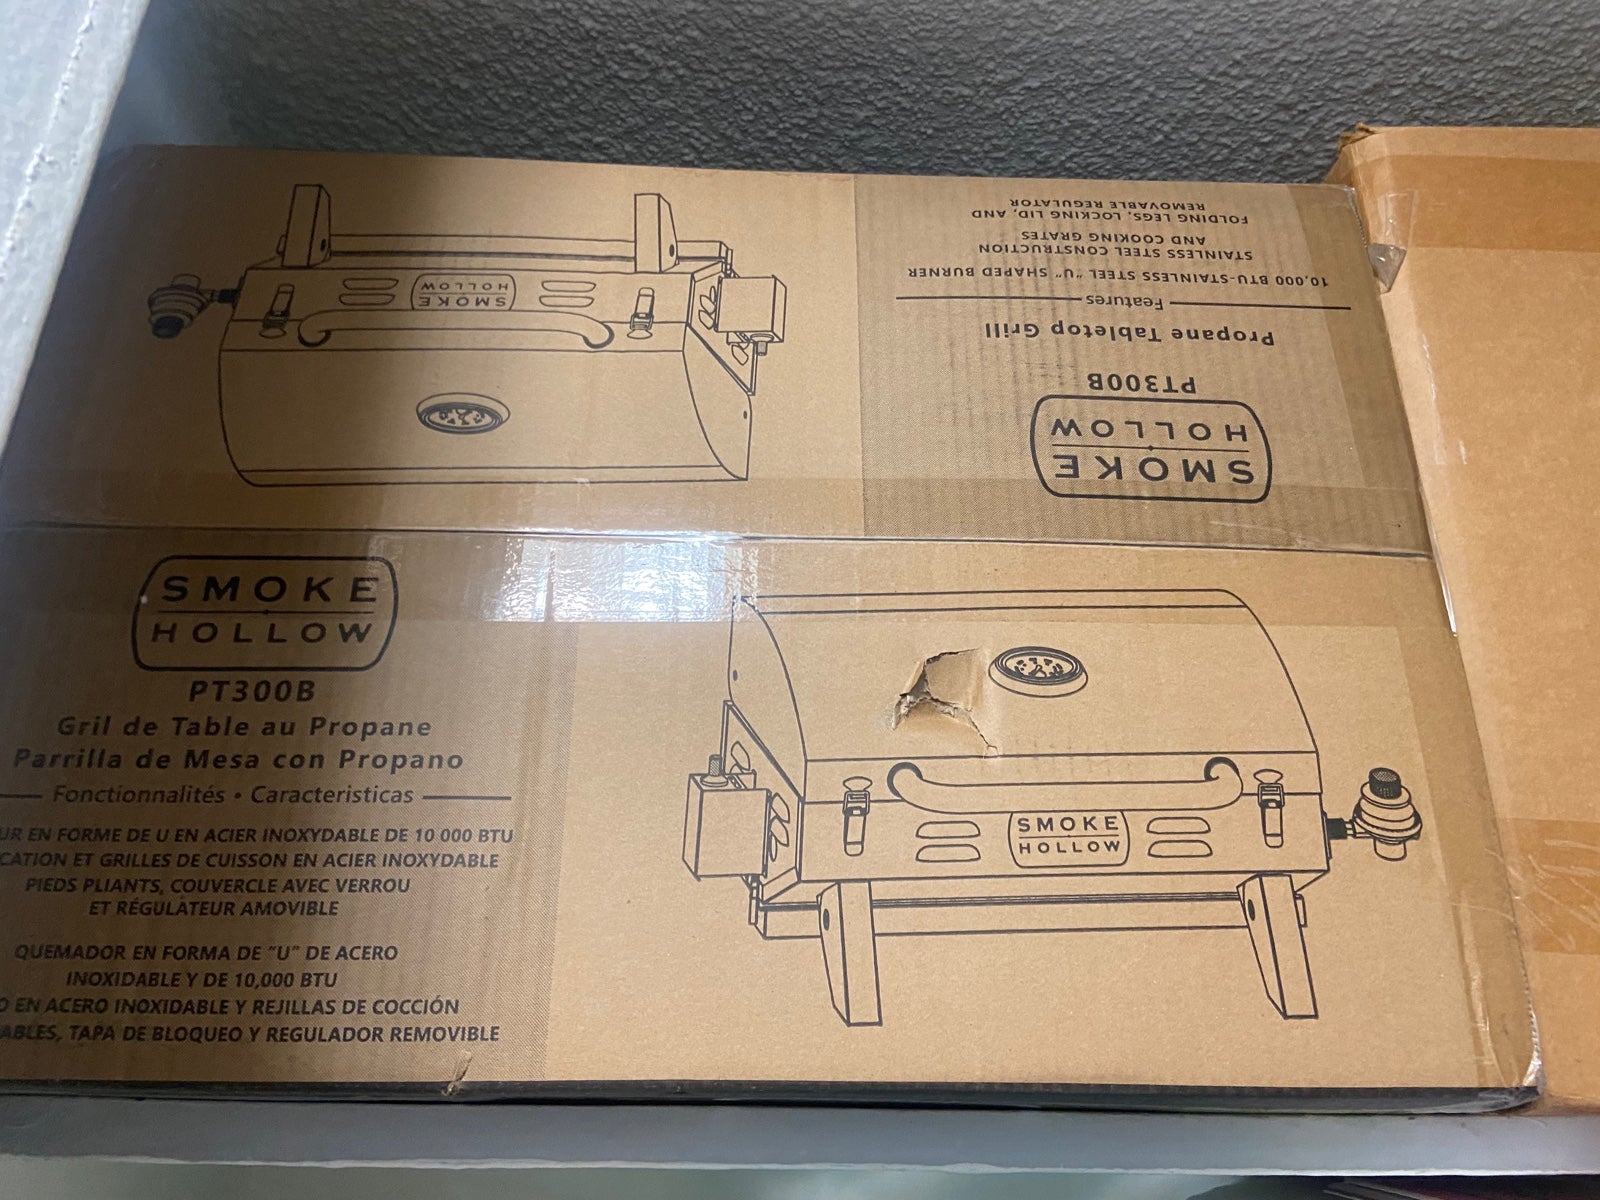 SMOKE
HOLLOW
PT300B
Propane Tabletop Grill
Features
10,000 BTU-STAINLESS STEEL "U" SHAPED BURNER
STAINLESS STEEL CONSTRUCTION
AND COOKING GRATES
FOLDING LEGS, LOCKING LID, AND
REMOVABLE REGULATOR
SMOKE
HOLLOW
SMOKE
HOLLOW
PT300B
Gril de Table au Propane
Parrilla de Mesa con Propano
Fonctionnalités • Caracteristicas
EN FORME DE U EN ACIER INOXYDABLE DE 10 000 BTU
ET GRILLES DE CUISSON EN ACIER INOXYDABLE
PIEDS PLIANTS, COUVERCLE AVEC VERROU
ET RÉGULATEUR AMOVIBLE
QUEMADOR EN FORMA DE "U" DE ACERO
INOXIDABLE Y DE 10,000 BTU
EN ACERO INOXIDABLE Y REJILLAS DE COCCIÓN
TAPA DE BLOQUEO Y REGULADOR REMOVIBLE
SMOKE
HOLLOW